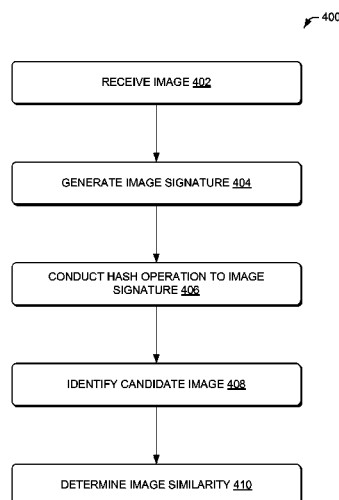 400
RECEIVE IMAGE 402
GENERATE IMAGE SIGNATURE 404
CONDUCT HASH OPERATION TO IMAGE
SIGNATURE 406
IDENTIFY CANDIDATE IMAGE 408
DETERMINE IMAGE SIMILARITY 410